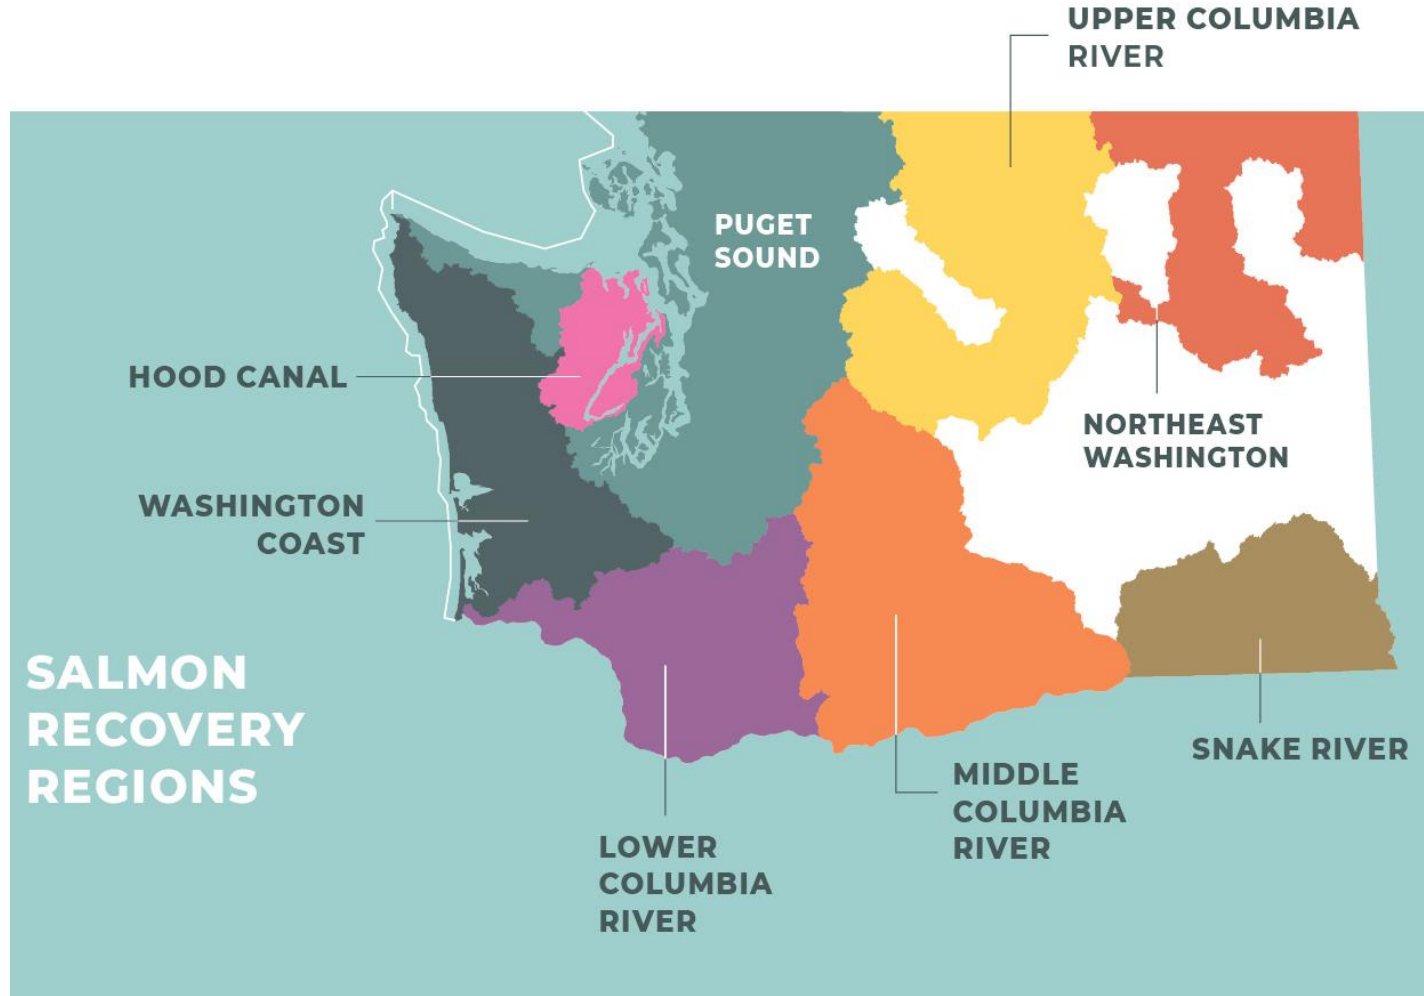 UPPER COLUMBIA
RIVER
PUGET
SOUND
HOOD CANAL
NORTHEAST
WASHINGTON
WASHINGTON
COAST
SALMON
RECOVERY
REGIONS
SNAKE RIVER
MIDDLE
COLUMBIA
RIVER
LOWER
COLUMBIA
RIVER